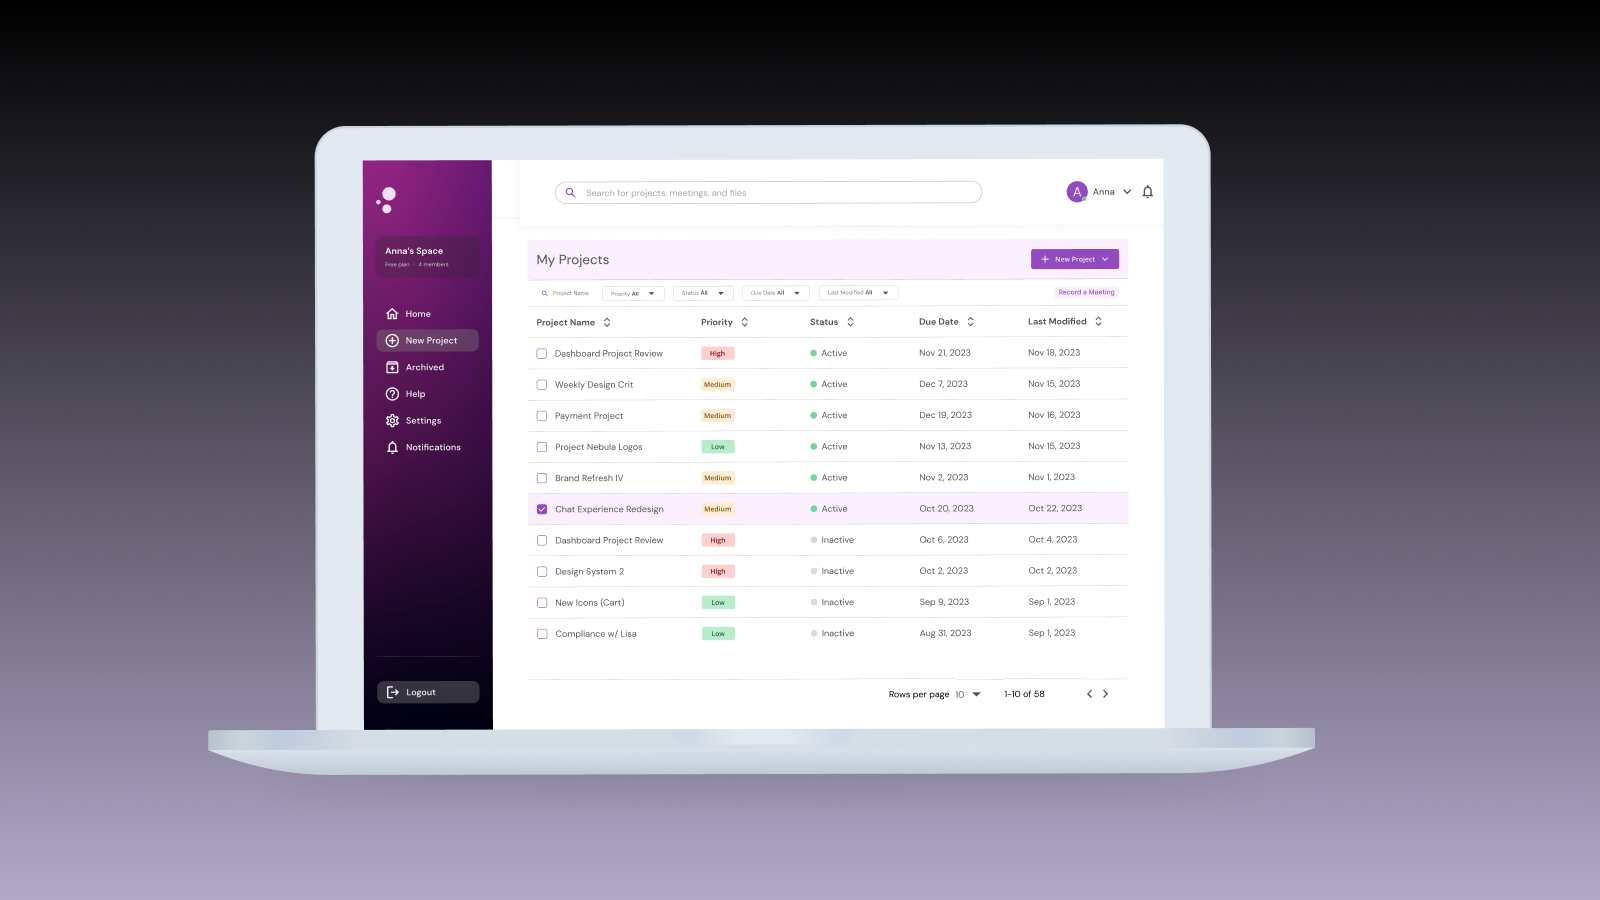 Search for projects, meetings, and files
A Anna
Anna's Space
Free plan · 4 members
Home
New Project
Archived
Help
Settings
Notifications
Logout
My Projects
New Project
Project Name Priority All Status All Due Date All Last Modified All Record a Meeting
Project Name Priority Status Due Date Last Modified
Dashboard Project Review High Active Nov 21, 2023 Nov 18, 2023
Weekly Design Crit Medium Active Dec 7, 2023 Nov 15, 2023
Payment Project Medium Active Dec 19, 2023 Nov 16, 2023
Project Nebula Logos Low Active Nov 13, 2023 Nov 15, 2023
Brand Refresh IV Medium Active Nov 2, 2023 Nov 1, 2023
Chat Experience Redesign Medium Active Oct 20, 2023 Oct 22, 2023
Dashboard Project Review High Inactive Oct 6, 2023 Oct 4, 2023
Design System 2 High Inactive Oct 2, 2023 Oct 2, 2023
New Icons (Cart) Low Inactive Sep 9, 2023 Sep 1, 2023
Compliance w/ Lisa Low Inactive Aug 31, 2023 Sep 1, 2023
Rows per page 10 1-10 of 58